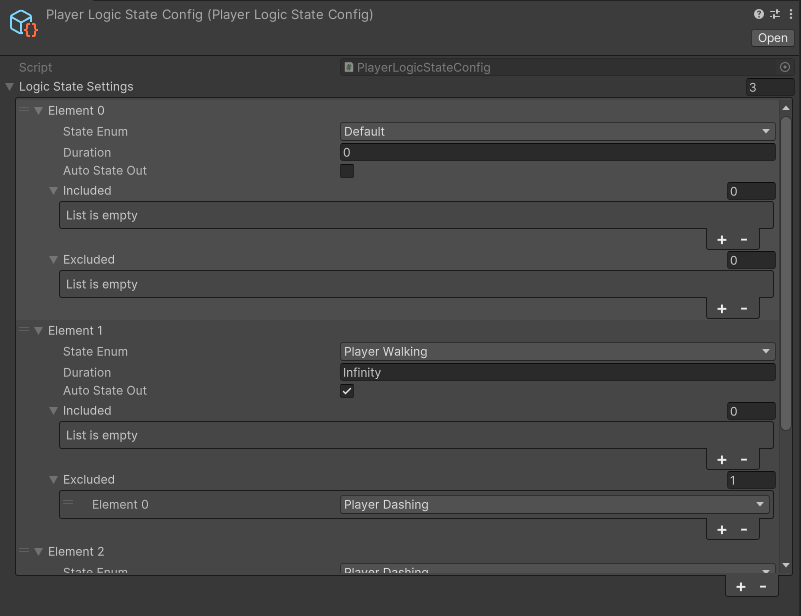 Player Logic State Config (Player Logic State Config)
Open
Script PlayerLogicStateConfig
Logic State Settings 3
Element 0
State Enum Default
Duration 0
Auto State Out
Included 0
List is empty
+ -
Excluded 0
List is empty
+ -
Element 1
State Enum Player Walking
Duration Infinity
Auto State Out
Included 0
List is empty
+ -
Excluded 1
Element 0 Player Dashing
+ -
Element 2
State Enum Player Dashing
+ -